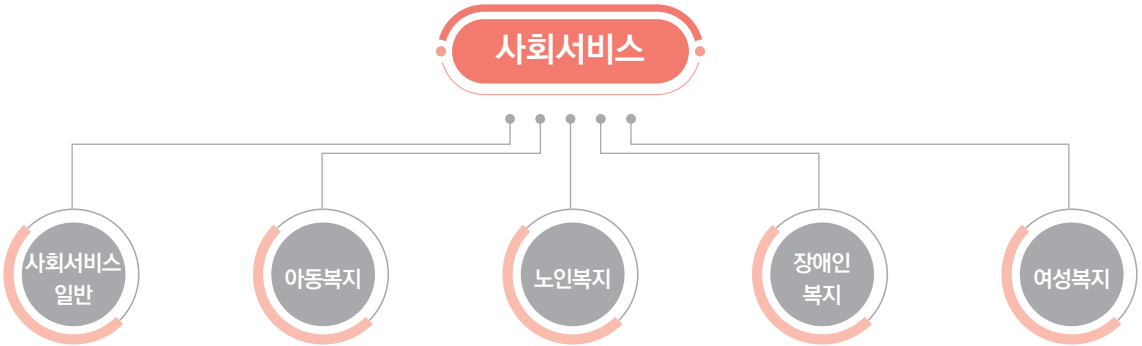 사회서비스
사회서비스
일반
아동복지
노인복지
장애인
복지
여성복지